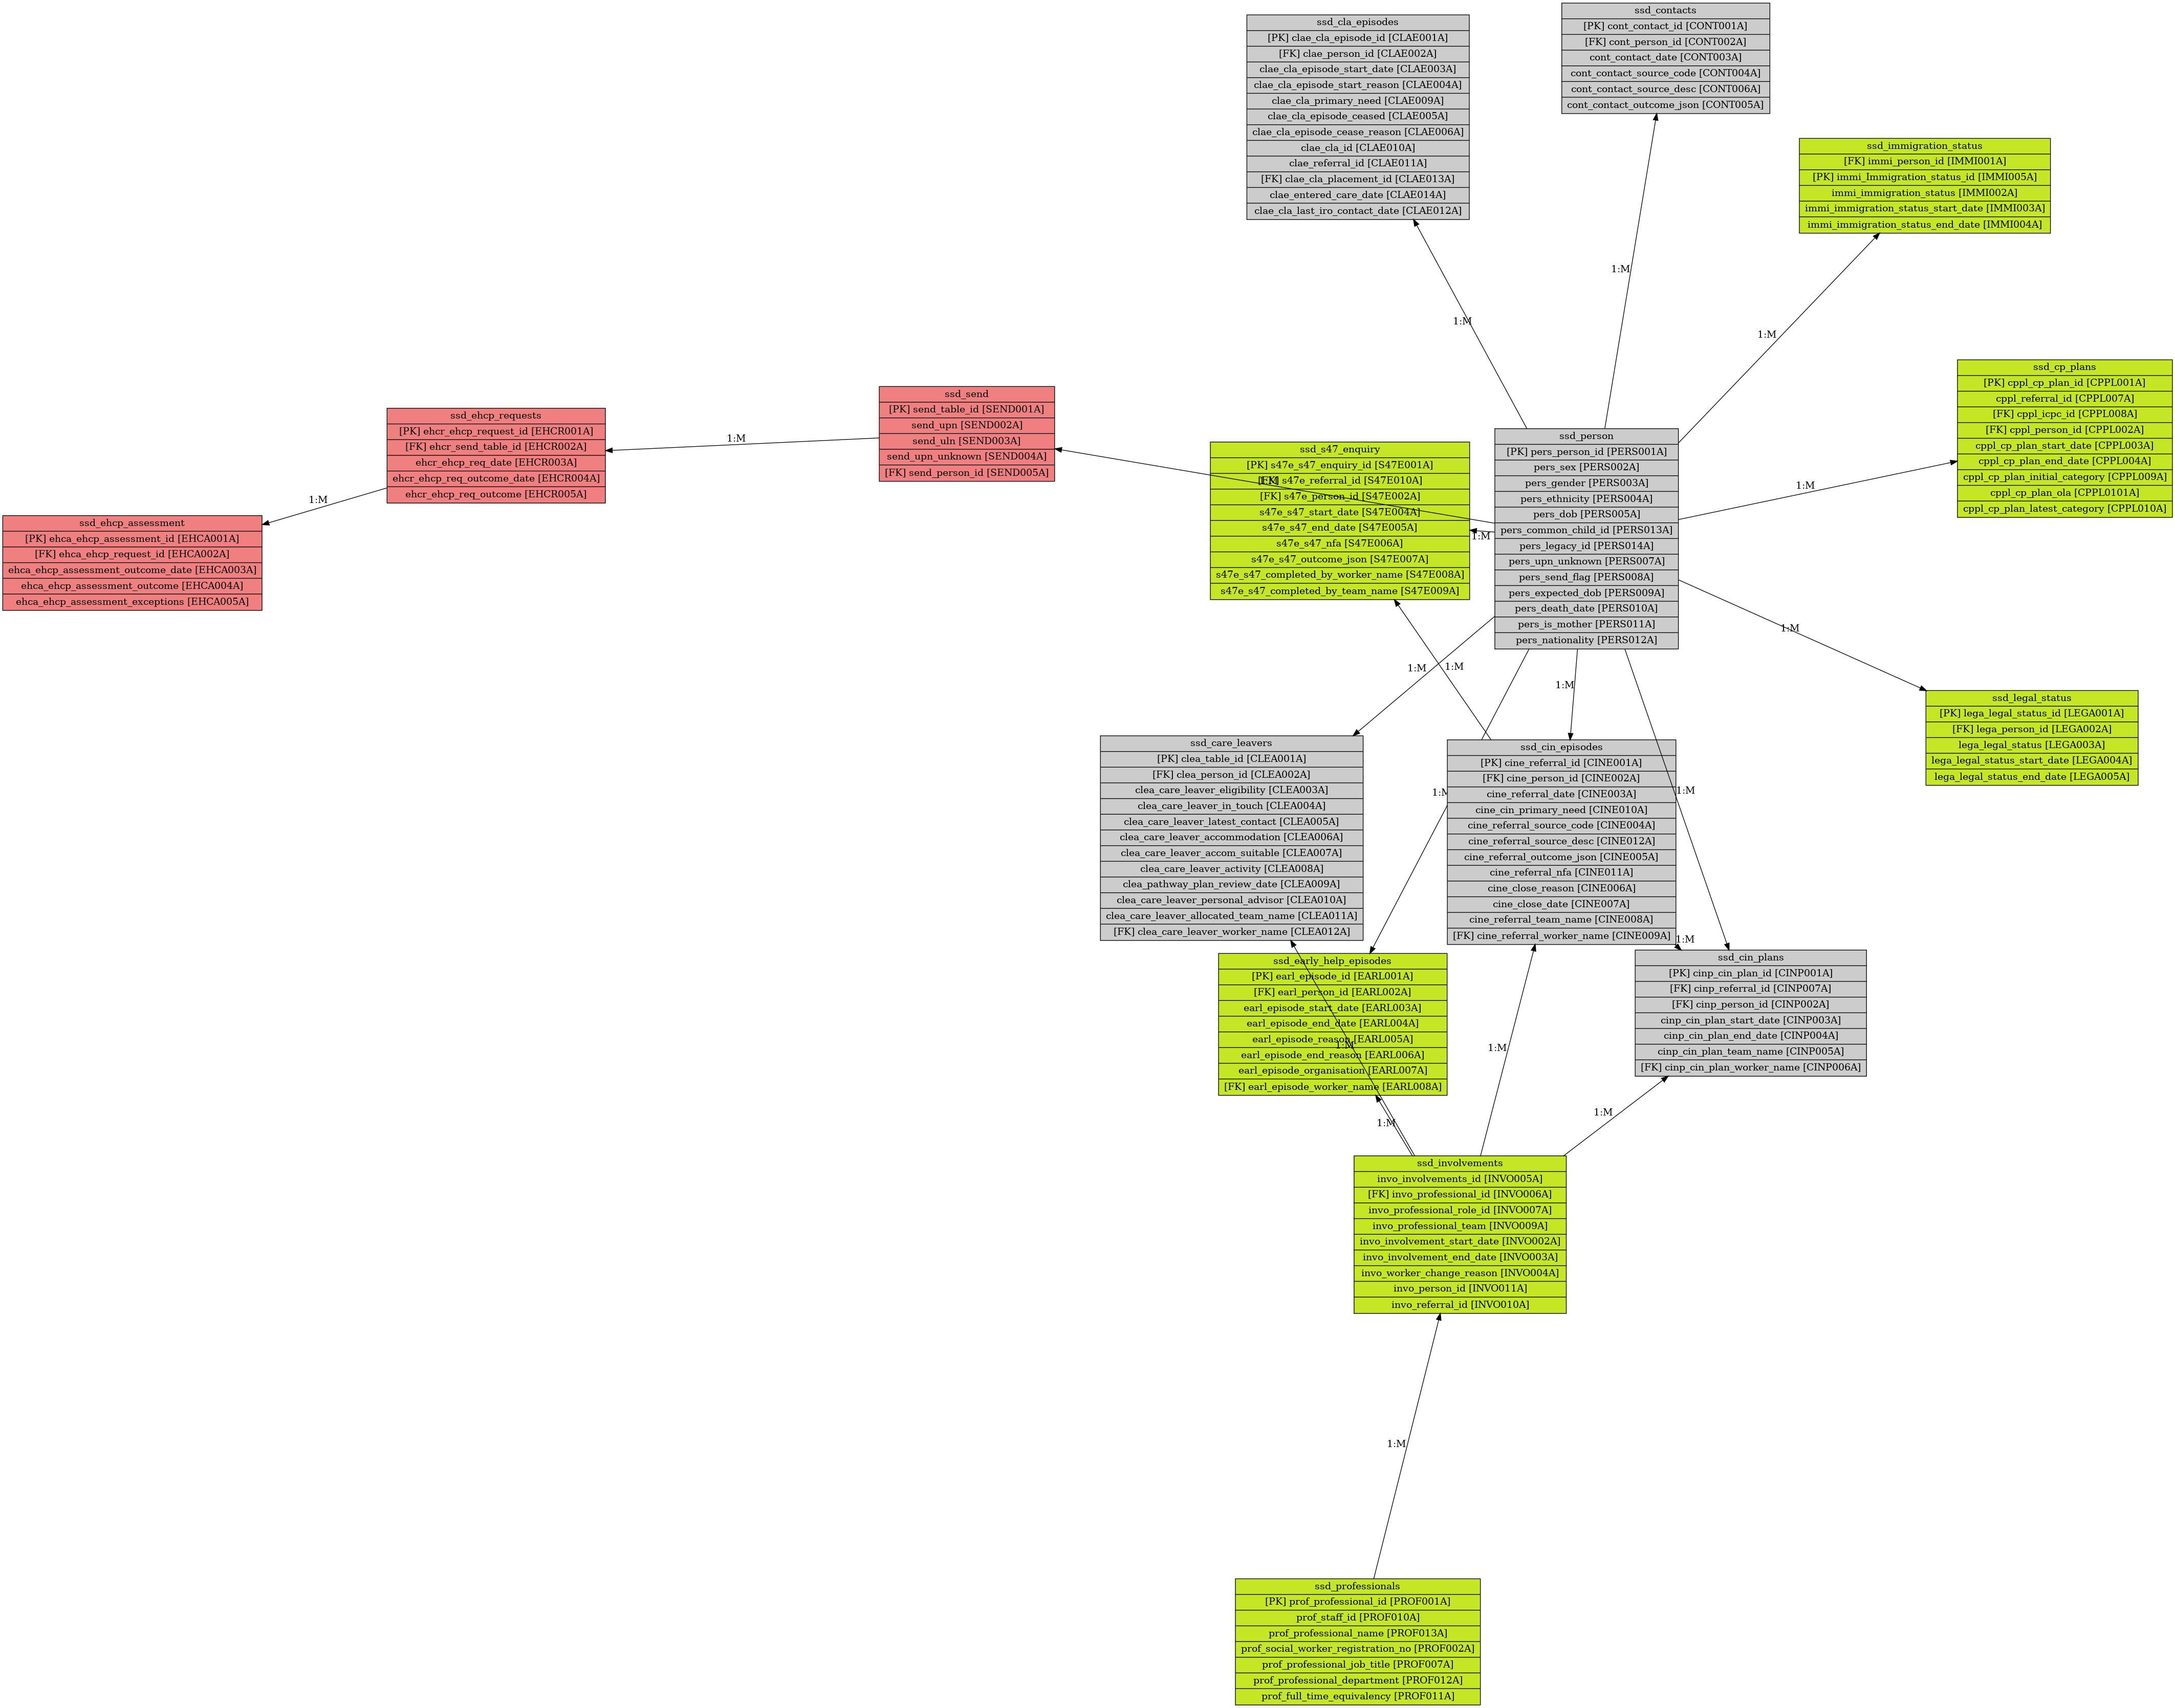 ssd_cla_episodes
[PK] clae_cla_episode_id [CLAE001A]
[FK] clae_person_id [CLAE002A]
clae_cla_episode_start_date [CLAE003A]
clae_cla_episode_start_reason [CLAE004A]
clae_cla_primary_need [CLAE009A]
clae_cla_episode_ceased [CLAE005A]
clae_cla_episode_cease_reason [CLAE006A]
clae_cla_id [CLAE010A]
clae_referral_id [CLAE011A]
[FK] clae_cla_placement_id [CLAE013A]
clae_entered_care_date [CLAE014A]
clae_cla_last_iro_contact_date [CLAE012A]
ssd_contacts
[PK] cont_contact_id [CONT001A]
[FK] cont_person_id [CONT002A]
cont_contact_date [CONT003A]
cont_contact_source_code [CONT004A]
cont_contact_source_desc [CONT006A]
cont_contact_outcome_json [CONT005A]
ssd_immigration_status
[FK] immi_person_id [IMMI001A]
[PK] immi_Immigration_status_id [IMMI005A]
immi_immigration_status [IMMI002A]
immi_immigration_status_start_date [IMMI003A]
immi_immigration_status_end_date [IMMI004A]
1:M
1:M
1:M
ssd_cp_plans
[PK] cppl_cp_plan_id [CPPL001A]
cppl_referral_id [CPPL007A]
[FK] cppl_icpc_id [CPPL008A]
[FK] cppl_person_id [CPPL002A]
cppl_cp_plan_start_date [CPPL003A]
cppl_cp_plan_end_date [CPPL004A]
cppl_cp_plan_initial_category [CPPL009A]
cppl_cp_plan_ola [CPPL0101A]
cppl_cp_plan_latest_category [CPPL010A]
ssd_send
[PK] send_table_id [SEND001A]
send_upn [SEND002A]
send_uln [SEND003A]
send_upn_unknown [SEND004A]
[FK] send_person_id [SEND005A]
ssd_ehcp_requests
[PK] ehcr_ehcp_request_id [EHCR001A]
[FK] ehcr_send_table_id [EHCR002A]
ehcr_ehcp_req_date [EHCR003A]
ehcr_ehcp_req_outcome_date [EHCR004A]
ehcr_ehcp_req_outcome [EHCR005A]
1:M
1:M
ssd_ehcp_assessment
[PK] ehca_ehcp_assessment_id [EHCA001A]
[FK] ehca_ehcp_request_id [EHCA002A]
ehca_ehcp_assessment_outcome_date [EHCA003A]
ehca_ehcp_assessment_outcome [EHCA004A]
ehca_ehcp_assessment_exceptions [EHCA005A]
ssd_person
[PK] pers_person_id [PERS001A]
pers_sex [PERS002A]
pers_gender [PERS003A]
pers_ethnicity [PERS004A]
pers_dob [PERS005A]
pers_common_child_id [PERS013A]
pers_legacy_id [PERS014A]
pers_upn_unknown [PERS007A]
pers_send_flag [PERS008A]
pers_expected_dob [PERS009A]
pers_death_date [PERS010A]
pers_is_mother [PERS011A]
pers_nationality [PERS012A]
ssd_s47_enquiry
[PK] s47e_s47_enquiry_id [S47E001A]
[FK] s47e_referral_id [S47E010A]
[FK] s47e_person_id [S47E002A]
s47e_s47_start_date [S47E004A]
s47e_s47_end_date [S47E005A]
s47e_s47_nfa [S47E006A]
s47e_s47_outcome_json [S47E007A]
s47e_s47_completed_by_worker_name [S47E008A]
s47e_s47_completed_by_team_name [S47E009A]
1:M
1:M
1:M
1:M
1:M
1:M
ssd_legal_status
[PK] lega_legal_status_id [LEGA001A]
[FK] lega_person_id [LEGA002A]
lega_legal_status [LEGA003A]
lega_legal_status_start_date [LEGA004A]
lega_legal_status_end_date [LEGA005A]
ssd_care_leavers
[PK] clea_table_id [CLEA001A]
[FK] clea_person_id [CLEA002A]
clea_care_leaver_eligibility [CLEA003A]
clea_care_leaver_in_touch [CLEA004A]
clea_care_leaver_latest_contact [CLEA005A]
clea_care_leaver_accommodation [CLEA006A]
clea_care_leaver_accom_suitable [CLEA007A]
clea_care_leaver_activity [CLEA008A]
clea_pathway_plan_review_date [CLEA009A]
clea_care_leaver_personal_advisor [CLEA010A]
clea_care_leaver_allocated_team_name [CLEA011A]
[FK] clea_care_leaver_worker_name [CLEA012A]
ssd_cin_episodes
[PK] cine_referral_id [CINE001A]
[FK] cine_person_id [CINE002A]
cine_referral_date [CINE003A]
cine_cin_primary_need [CINE010A]
cine_referral_source_code [CINE004A]
cine_referral_source_desc [CINE012A]
cine_referral_outcome_json [CINE005A]
cine_referral_nfa [CINE011A]
cine_close_reason [CINE006A]
cine_close_date [CINE007A]
cine_referral_team_name [CINE008A]
[FK] cine_referral_worker_name [CINE009A]
1:M
1:M
1:M
ssd_early_help_episodes
[PK] earl_episode_id [EARL001A]
[FK] earl_person_id [EARL002A]
earl_episode_start_date [EARL003A]
earl_episode_end_date [EARL004A]
earl_episode_reason [EARL005A]
earl_episode_end_reason [EARL006A]
earl_episode_organisation [EARL007A]
[FK] earl_episode_worker_name [EARL008A]
ssd_cin_plans
[PK] cinp_cin_plan_id [CINP001A]
[FK] cinp_referral_id [CINP007A]
[FK] cinp_person_id [CINP002A]
cinp_cin_plan_start_date [CINP003A]
cinp_cin_plan_end_date [CINP004A]
cinp_cin_plan_team_name [CINP005A]
[FK] cinp_cin_plan_worker_name [CINP006A]
1:M
1:M
1:M
1:M
ssd_involvements
invo_involvements_id [INVO005A]
[FK] invo_professional_id [INVO006A]
invo_professional_role_id [INVO007A]
invo_professional_team [INVO009A]
invo_involvement_start_date [INVO002A]
invo_involvement_end_date [INVO003A]
invo_worker_change_reason [INVO004A]
invo_person_id [INVO011A]
invo_referral_id [INVO010A]
1:M
ssd_professionals
[PK] prof_professional_id [PROF001A]
prof_staff_id [PROF010A]
prof_professional_name [PROF013A]
prof_social_worker_registration_no [PROF002A]
prof_professional_job_title [PROF007A]
prof_professional_department [PROF012A]
prof_full_time_equivalency [PROF011A]